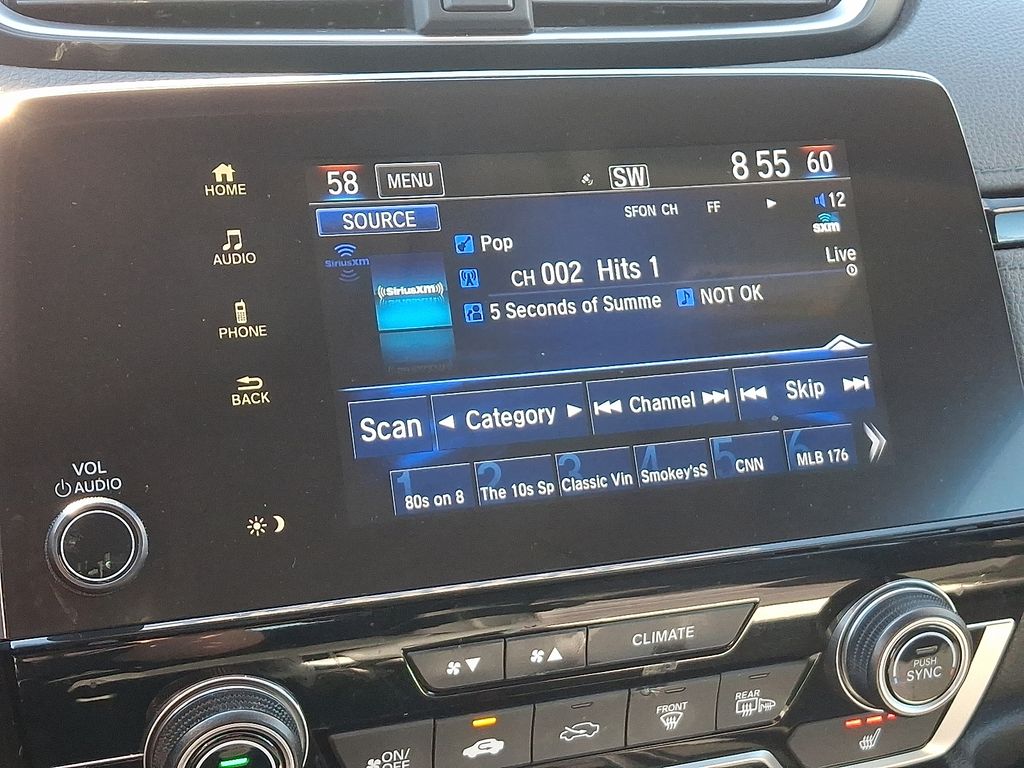 58 MENU SW 8 55 60
HOME
SOURCE SFON CH FF 12
sxm
AUDIO
SiriusXM
SiriusXM
Pop
Live
CH 002 Hits 1
5 Seconds of Summe NOT OK
PHONE
BACK
Scan Category Channel Skip
1 80s on 8
2 The 10s Sp
3 Classic Vin
4 Smokey'sS
5 CNN
6 MLB 176
VOL
AUDIO
CLIMATE
PUSH
SYNC
ON/
OFF
FRONT
REAR